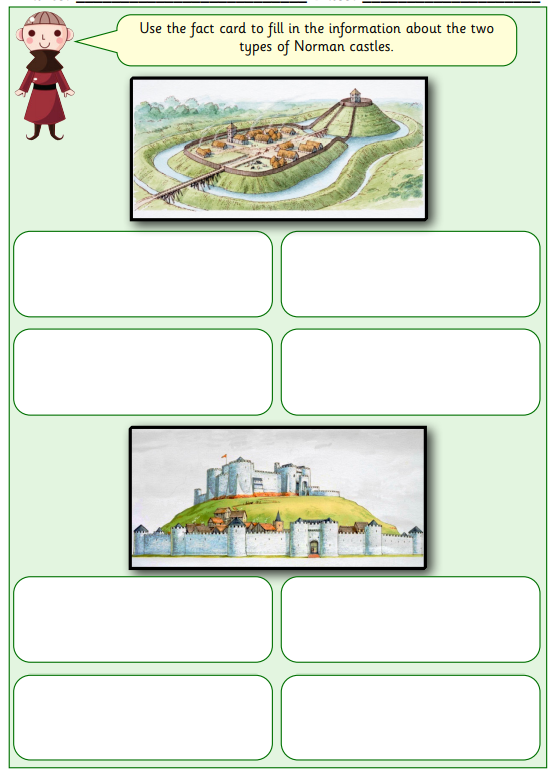 Use the fact card to fill in the information about the two
types of Norman castles.